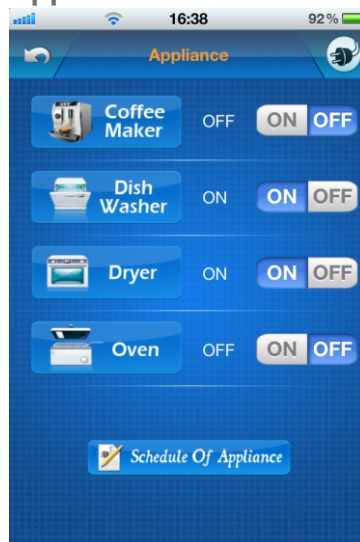 16:38
92%
Appliance
Coffee
Maker
OFF
ON OFF
Dish
Washer
ON
ON OFF
Dryer
ON
ON OFF
Oven
OFF
ON OFF
Schedule Of Appliance